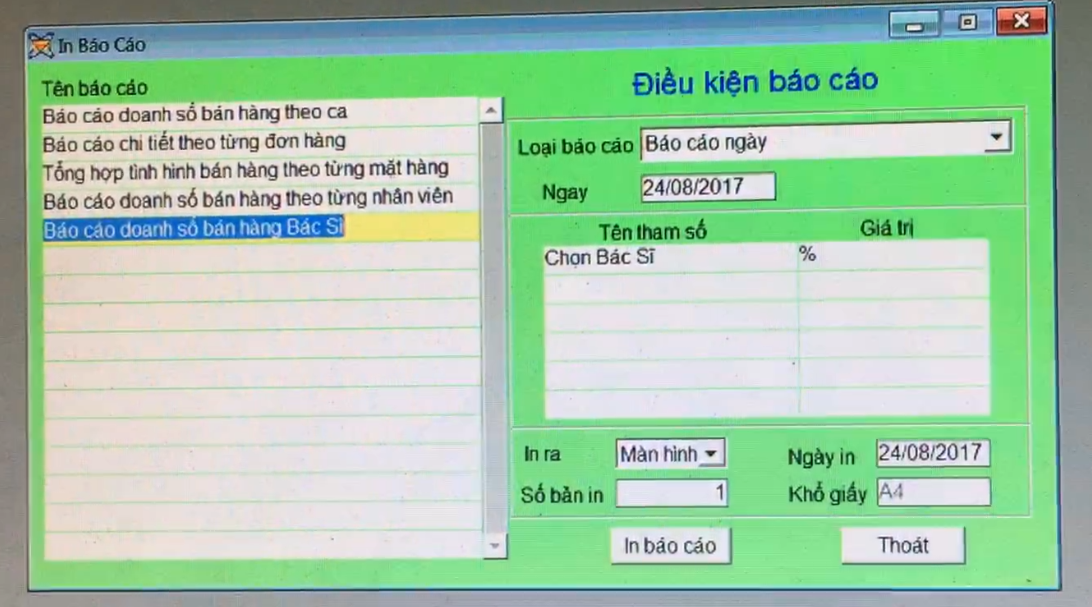 In Báo Cáo
Tên báo cáo
Báo cáo doanh số bán hàng theo ca
Báo cáo chi tiết theo từng đơn hàng
Tổng hợp tình hình bán hàng theo từng mặt hàng
Báo cáo doanh số bán hàng theo từng nhân viên
Báo cáo doanh số bán hàng Bác Sĩ
Điều kiện báo cáo
Loại báo cáo Báo cáo ngày
Ngay 24/08/2017
Tên tham số Giá trị
Chọn Bác Sĩ %
In ra Màn hình Ngày in 24/08/2017
Số bản in 1 Khổ giấy A4
In báo cáo Thoát